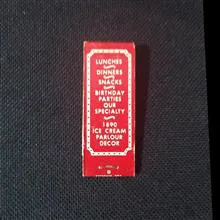 LUNCHES
DINNERS
SNACKS
BIRTHDAY
PARTIES
OUR
SPECIALTY
1890
ICE CREAM
PARLOUR
DECOR